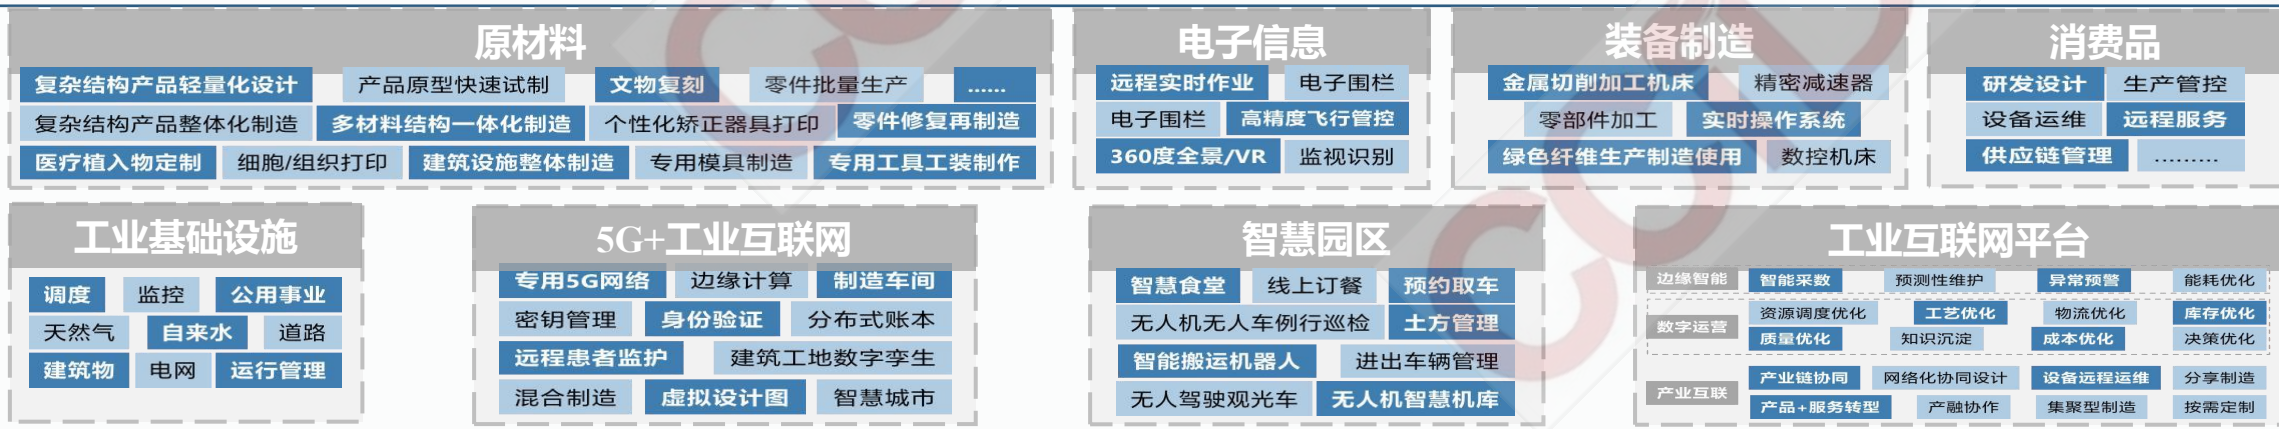 原材料
复杂结构产品轻量化设计 产品原型快速试制 文物复刻 零件批量生产 ......
复杂结构产品整体化制造 多材料结构一体化制造 个性化矫正器具打印 零件修复再制造
医疗植入物定制 细胞/组织打印 建筑设施整体制造 专用模具制造 专用工具工装制作
电子信息
远程实时作业 电子围栏
电子围栏 高精度飞行管控
360度全景/VR 监视识别
装备制造
金属切削加工机床 精密减速器
零部件加工 实时操作系统
绿色纤维生产制造使用 数控机床
消费品
研发设计 生产管控
设备运维 远程服务
供应链管理 .........
工业基础设施
调度 监控 公用事业
天然气 自来水 道路
建筑物 电网 运行管理
5G+工业互联网
专用5G网络 边缘计算 制造车间
密钥管理 身份验证 分布式账本
远程患者监护 建筑工地数字孪生
混合制造 虚拟设计图 智慧城市
智慧园区
智慧食堂 线上订餐 预约取车
无人机无人车例行巡检 土方管理
智能搬运机器人 进出车辆管理
无人驾驶观光车 无人机智慧机库
工业互联网平台
边缘智能 智能采数 预测性维护 异常预警 能耗优化
数字运营 资源调度优化 工艺优化 物流优化 库存优化
质量优化 知识沉淀 成本优化 决策优化
产业互联 产业链协同 网络化协同设计 设备远程运维 分享制造
产品+服务转型 产融协作 集聚型制造 按需定制